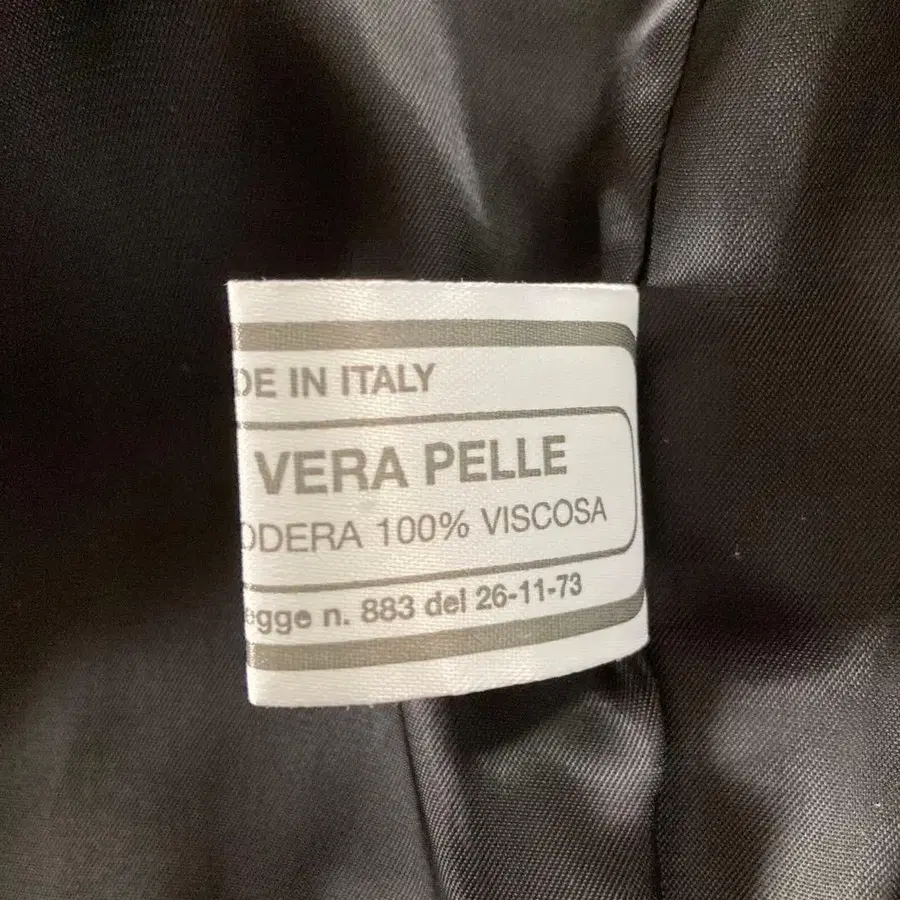 DE IN ITALY
VERA PELLE
ODERA 100% VISCOSA
egge n. 883 del 26-11-73